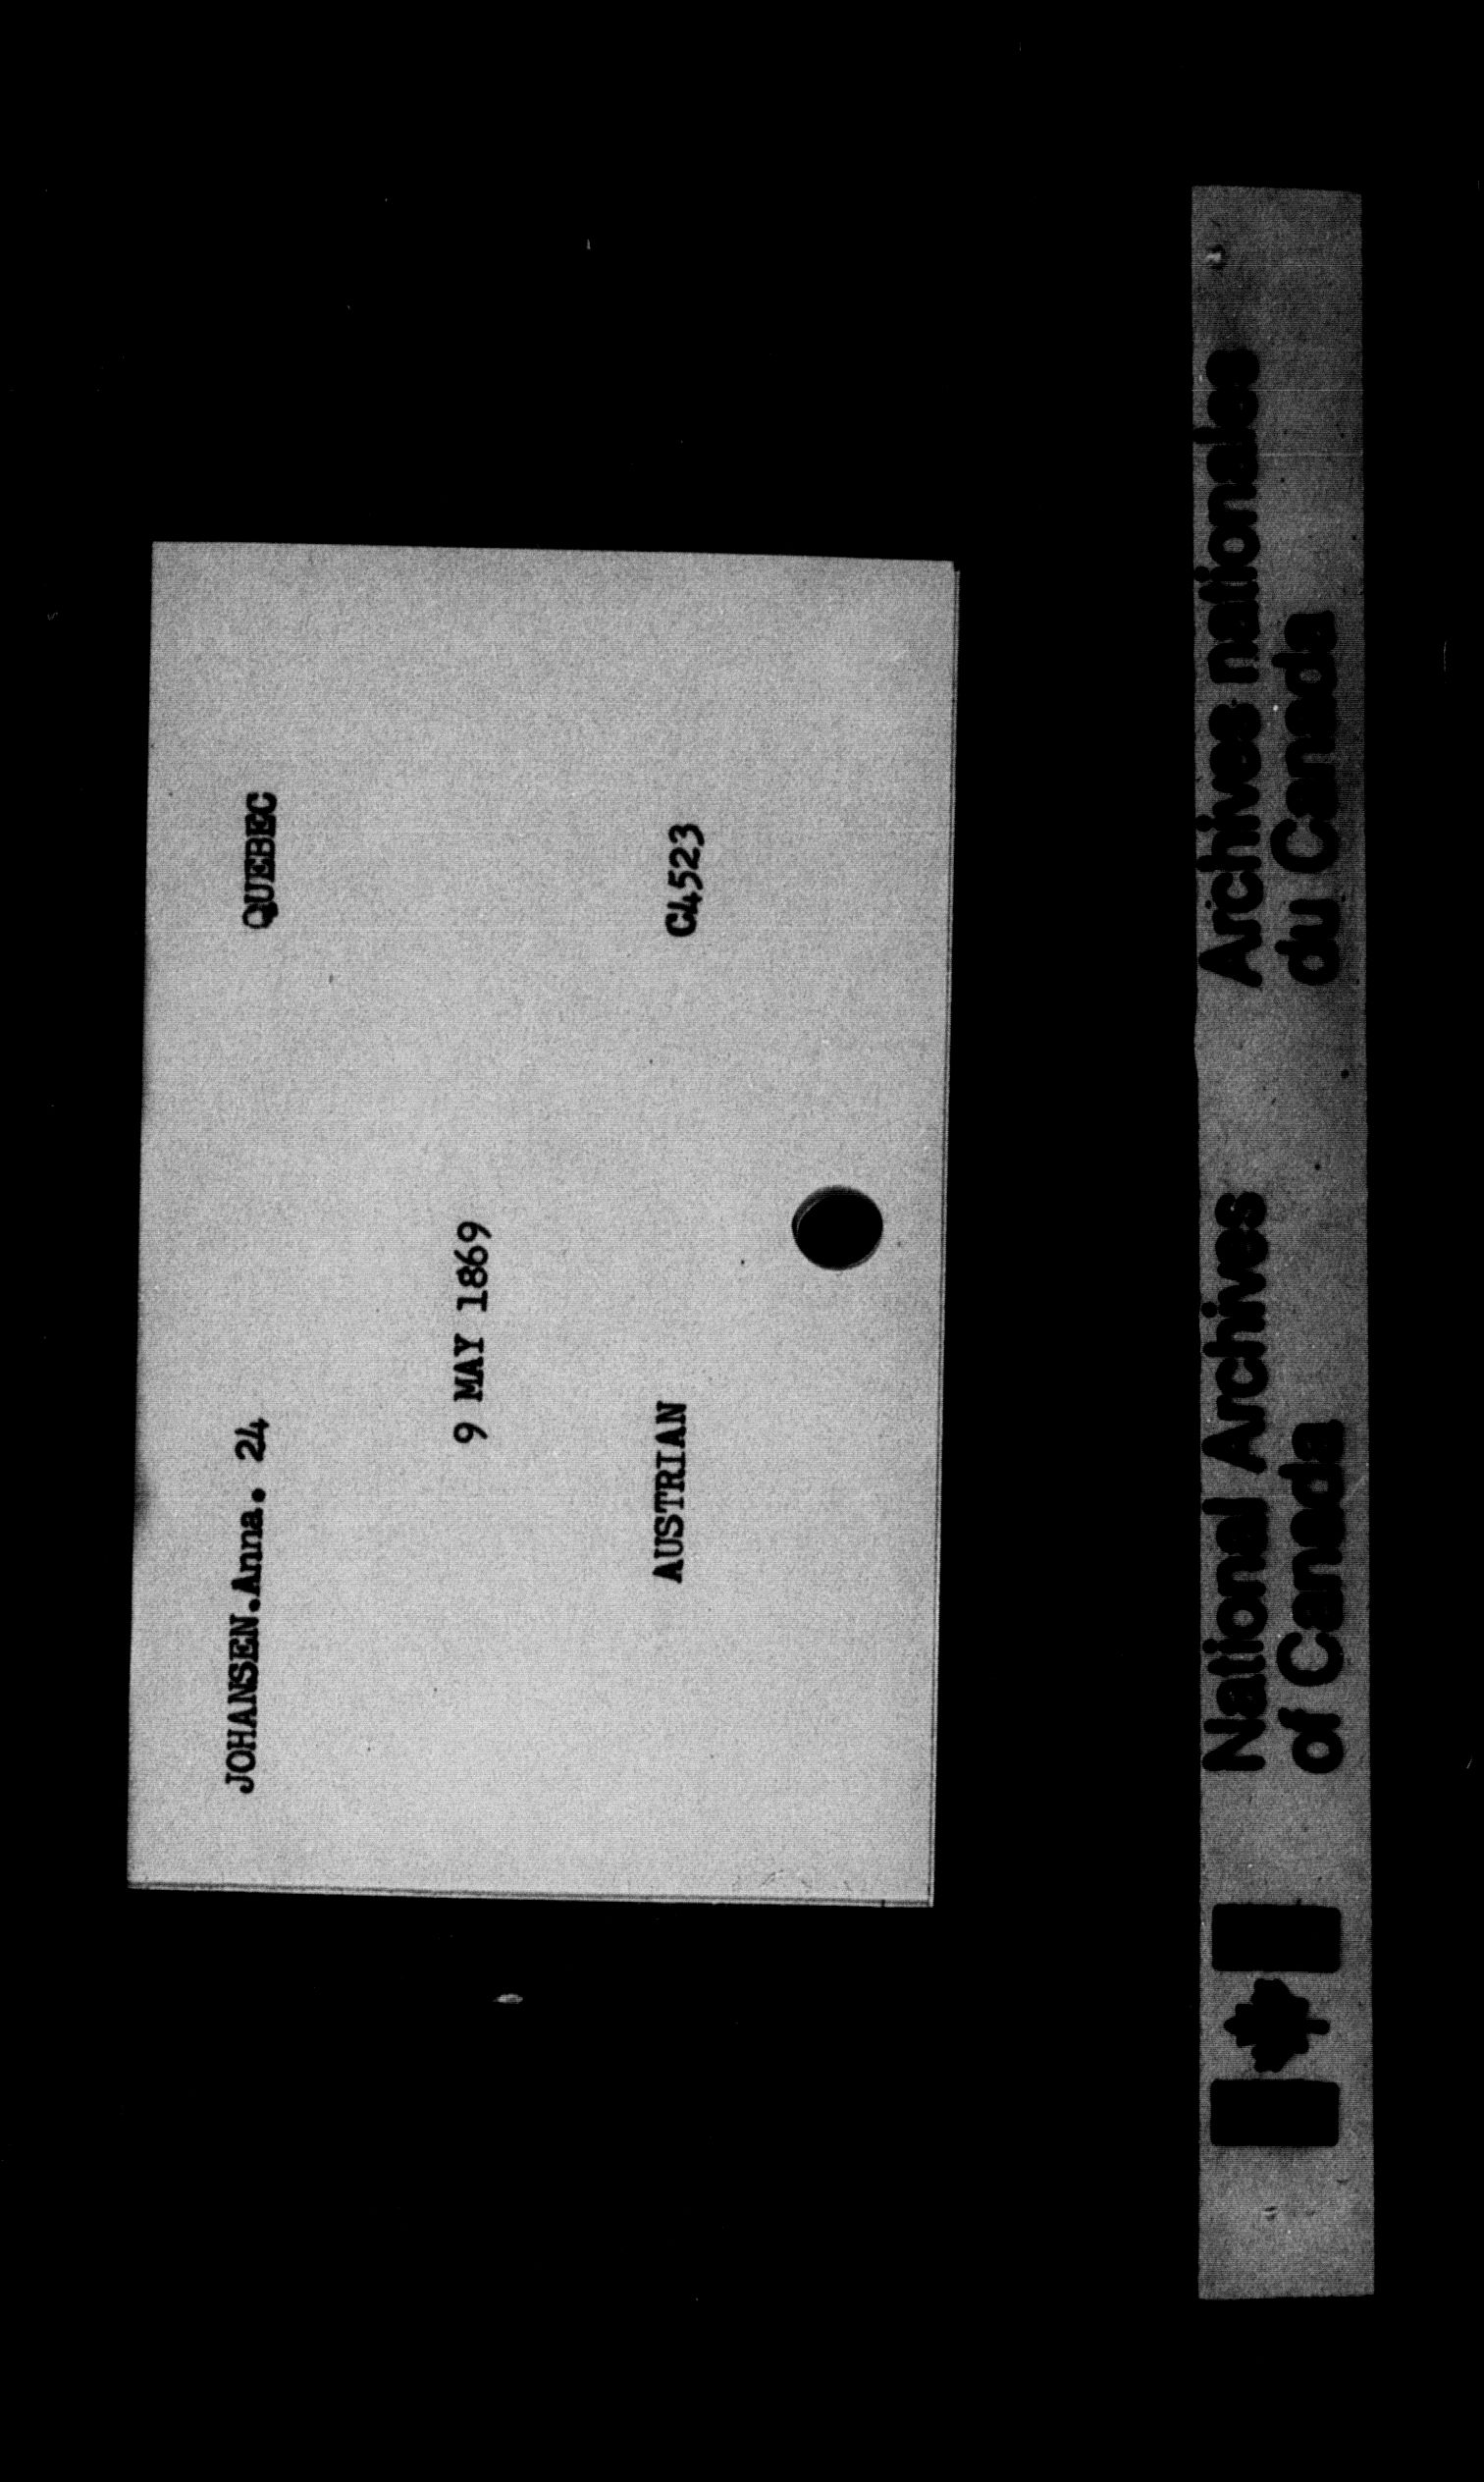 JOHANSEN.Anna. 24 QUEBEC
9 MAY 1869
AUSTRIAN C4523
National Archives
of Canada
Archives nationales
du Canada